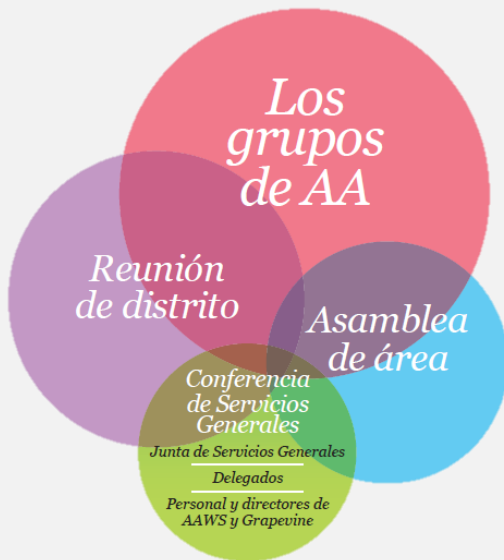 Los
grupos
de AA
Reunión
de distrito
Asamblea
de área
Conferencia
de Servicios
Generales
Junta de Servicios Generales
Delegados
Personal y directores de
AAWS y Grapevine